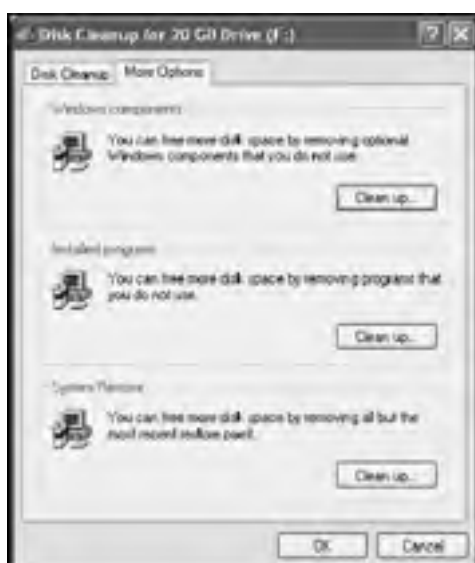 Disk Cleanup for 20 GB Drive (F:)
Disk Cleanup More Options
Windows components
You can free more disk space by removing optional
Windows components that you do not use.
Clean up...
Installed programs
You can free more disk space by removing programs that
you do not use.
Clean up...
System Restore
You can free more disk space by removing all but the
most recent restore point.
Clean up...
OK Cancel